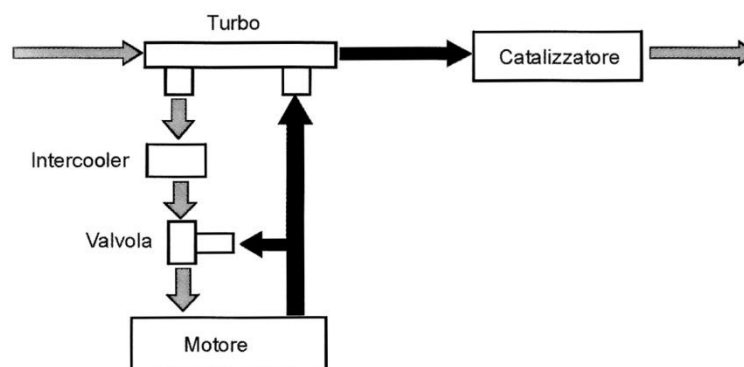 Turbo
Catalizzatore
Intercooler
Valvola
Motore